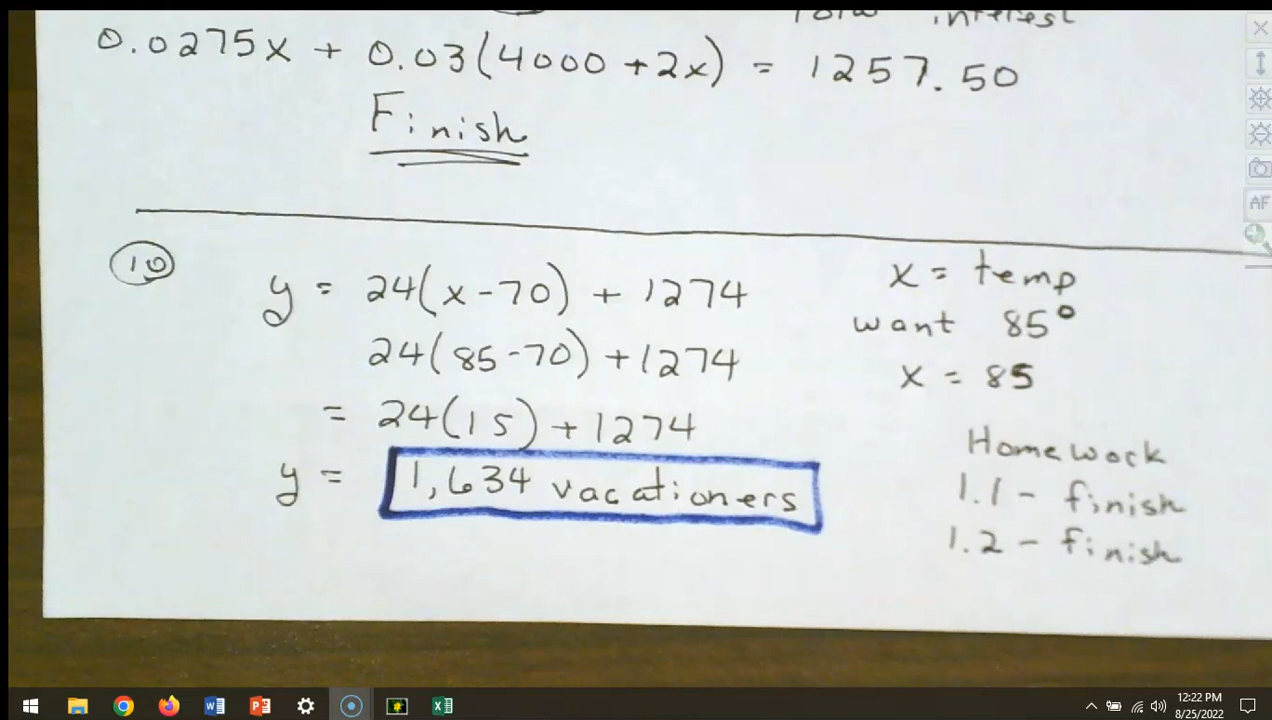 Total interest
0.0275x + 0.03(4000 + 2x) = 1257.50
Finish
10
y = 24(x - 70) + 1274
x = temp
24(85 - 70) + 1274
want 85°
x = 85
= 24(15) + 1274
y = 1,634 vacationers
Homework
1.1 - finish
1.2 - finish
AF
12:22 PM
8/25/2022